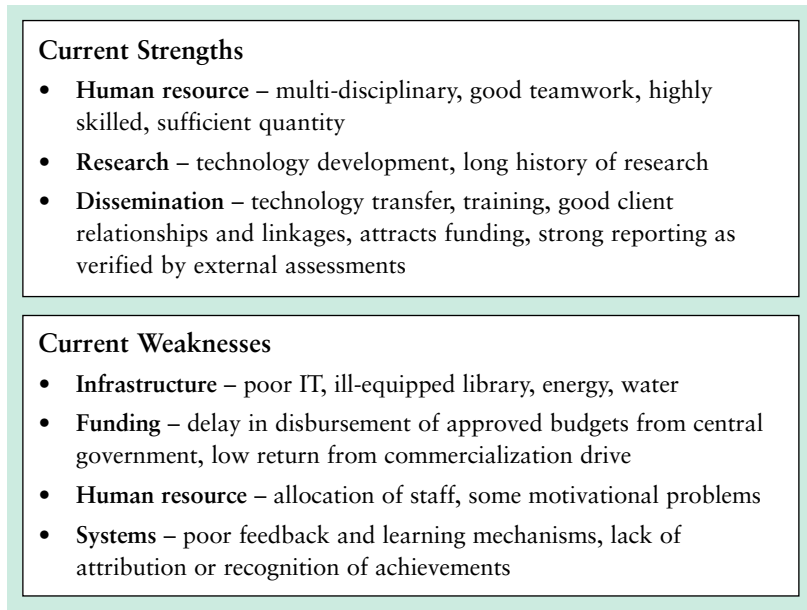 Current Strengths
• Human resource – multi-disciplinary, good teamwork, highly
skilled, sufficient quantity
• Research – technology development, long history of research
• Dissemination – technology transfer, training, good client
relationships and linkages, attracts funding, strong reporting as
verified by external assessments
Current Weaknesses
• Infrastructure – poor IT, ill-equipped library, energy, water
• Funding – delay in disbursement of approved budgets from central
government, low return from commercialization drive
• Human resource – allocation of staff, some motivational problems
• Systems – poor feedback and learning mechanisms, lack of
attribution or recognition of achievements